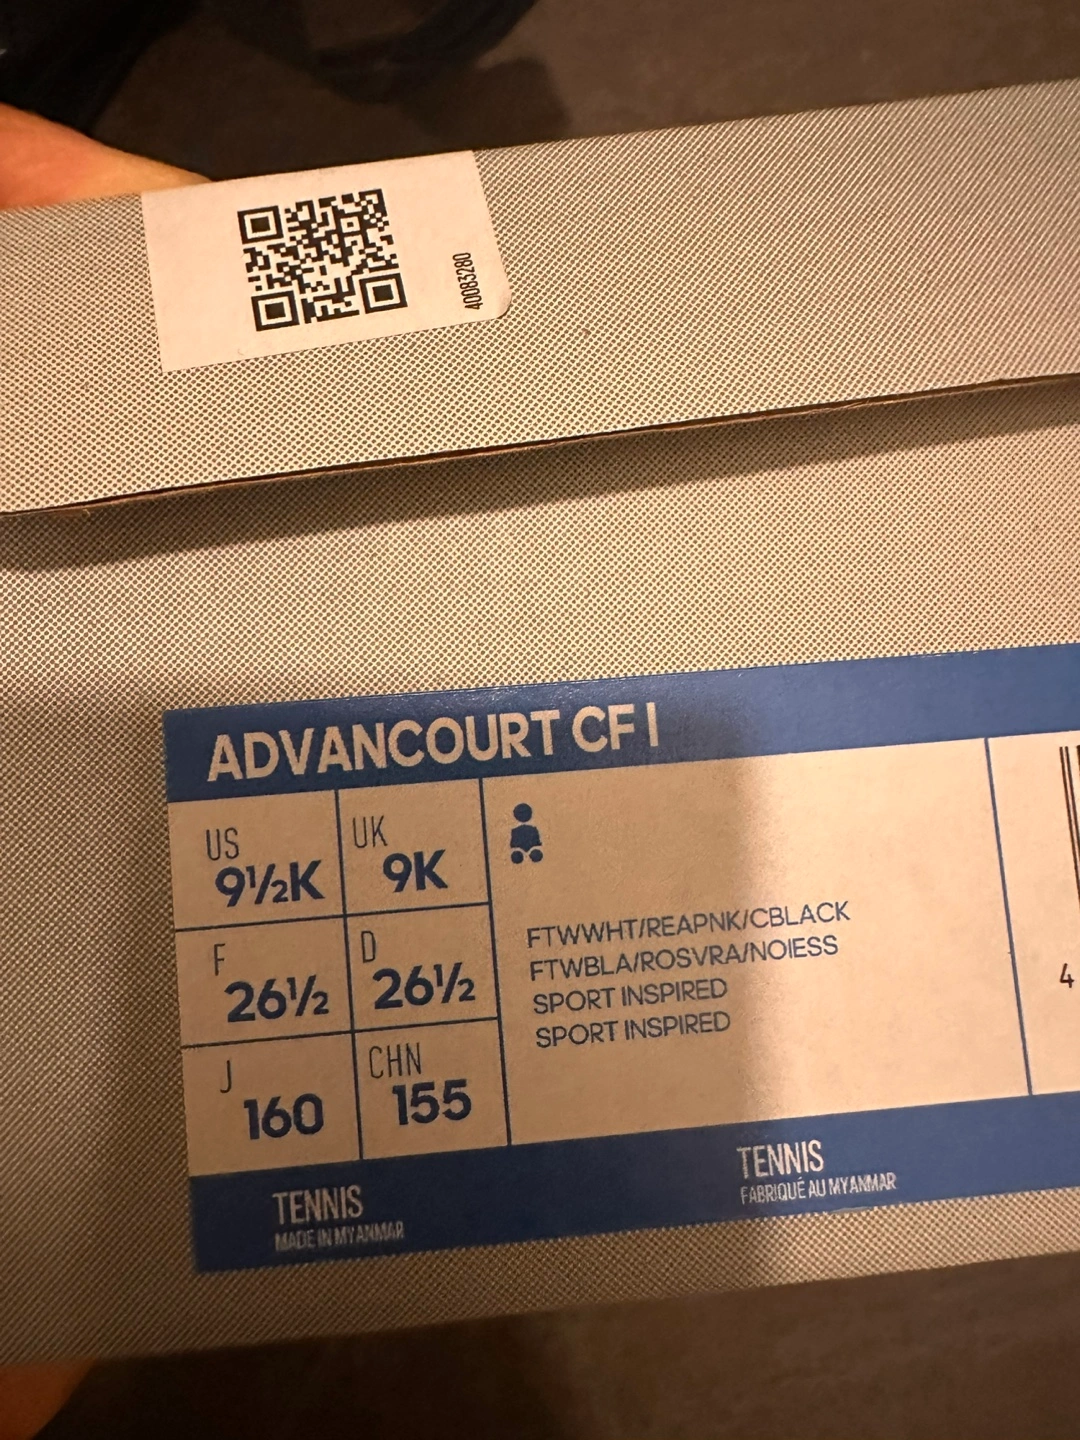 40083280
ADVANCOURT CF I
US
9½K
UK
9K
F
26½
D
26½
J
160
CHN
155
FTWWHT/REAPNK/CBLACK
FTWBLA/ROSVRA/NOIESS
SPORT INSPIRED
SPORT INSPIRED
4
TENNIS
MADE IN MYANMAR
TENNIS
FABRIQUÉ AU MYANMAR